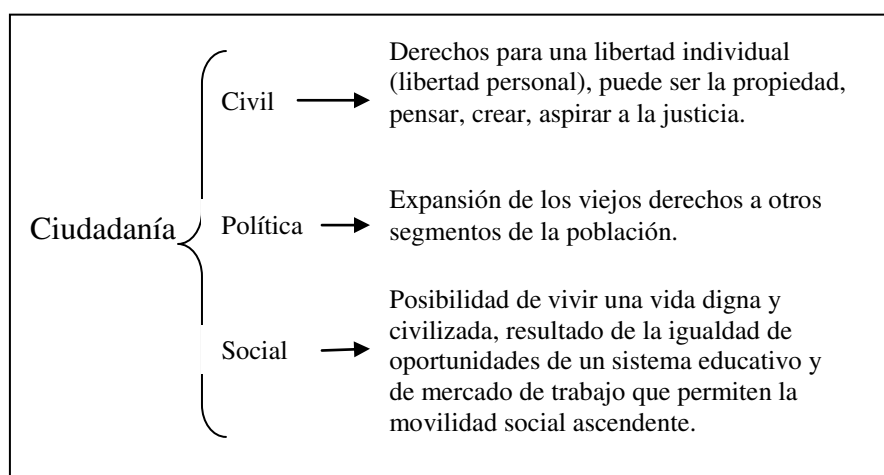 Ciudadanía
Civil
Derechos para una libertad individual
(libertad personal), puede ser la propiedad,
pensar, crear, aspirar a la justicia.
Política
Expansión de los viejos derechos a otros
segmentos de la población.
Social
Posibilidad de vivir una vida digna y
civilizada, resultado de la igualdad de
oportunidades de un sistema educativo y
de mercado de trabajo que permiten la
movilidad social ascendente.